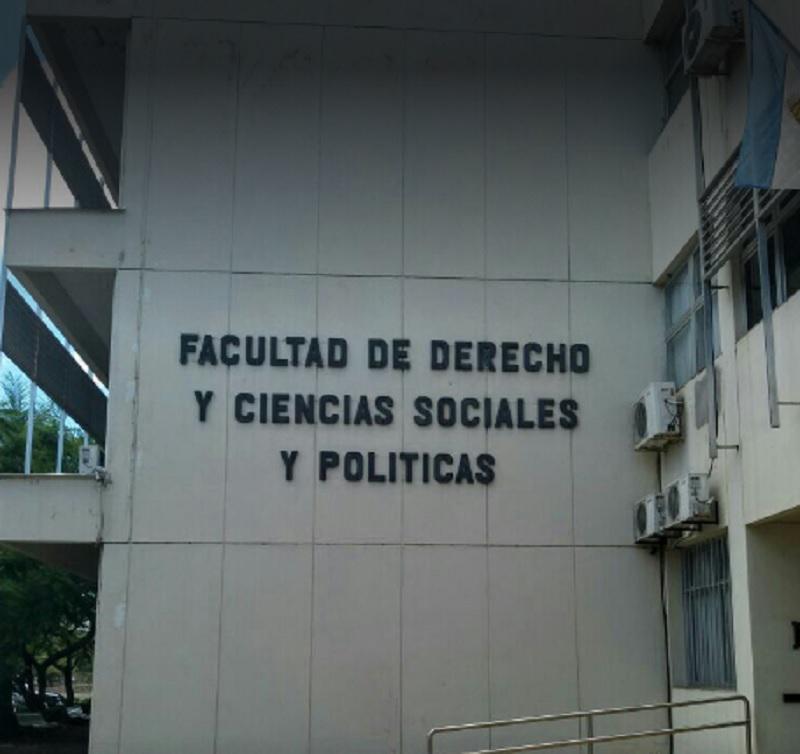 FACULTAD DE DERECHO
Y CIENCIAS SOCIALES
Y POLITICAS